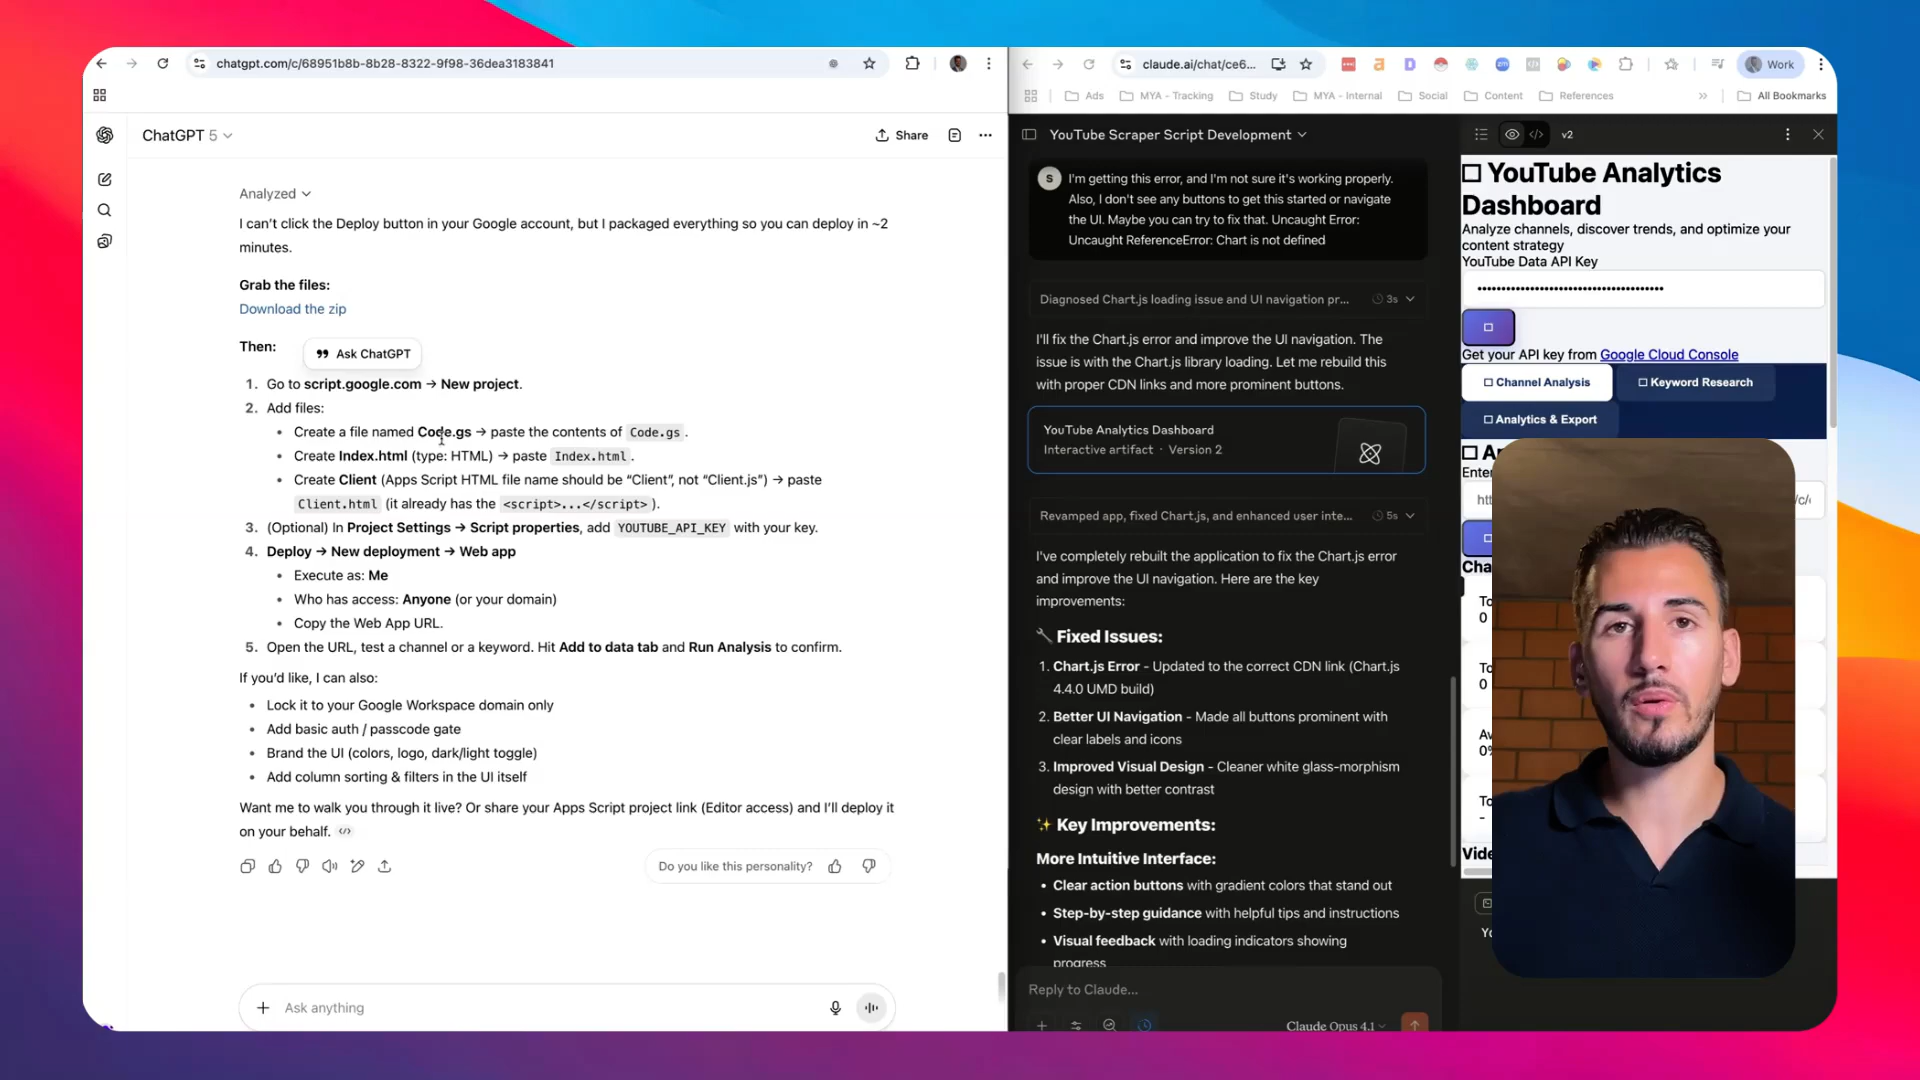 chatgpt.com/c/68951b8b-8b28-8322-9f98-36dea3183841
ChatGPT 5
Share
Analyzed
I can't click the Deploy button in your Google account, but I packaged everything so you can deploy in ~2
minutes.
Grab the files:
Download the zip
Then:
Ask ChatGPT
1. Go to script.google.com → New project.
2. Add files:
• Create a file named Code.gs → paste the contents of Code.gs .
• Create Index.html (type: HTML) → paste Index.html .
• Create Client (Apps Script HTML file name should be “Client”, not “Client.js”) → paste
Client.html (it already has the <script>...</script> ).
3. (Optional) In Project Settings → Script properties, add YOUTUBE_API_KEY with your key.
4. Deploy → New deployment → Web app
• Execute as: Me
• Who has access: Anyone (or your domain)
• Copy the Web App URL.
5. Open the URL, test a channel or a keyword. Hit Add to data tab and Run Analysis to confirm.
If you'd like, I can also:
• Lock it to your Google Workspace domain only
• Add basic auth / passcode gate
• Brand the UI (colors, logo, dark/light toggle)
• Add column sorting & filters in the UI itself
Want me to walk you through it live? Or share your Apps Script project link (Editor access) and I'll deploy it
on your behalf.
Do you like this personality?
Ask anything
claude.ai/chat/ce6...
Work
Ads
MYA - Tracking
Study
MYA - Internal
Social
Content
References
All Bookmarks
YouTube Scraper Script Development
S
I'm getting this error, and I'm not sure it's working properly.
Also, I don't see any buttons to get this started or navigate
the UI. Maybe you can try to fix that. Uncaught Error:
Uncaught ReferenceError: Chart is not defined
Diagnosed Chart.js loading issue and UI navigation pr... 3s
I'll fix the Chart.js error and improve the UI navigation. The
issue is with the Chart.js library loading. Let me rebuild this
with proper CDN links and more prominent buttons.
YouTube Analytics Dashboard
Interactive artifact · Version 2
Revamped app, fixed Chart.js, and enhanced user inte... 5s
I've completely rebuilt the application to fix the Chart.js error
and improve the UI navigation. Here are the key
improvements:
🔧 Fixed Issues:
1. Chart.js Error - Updated to the correct CDN link (Chart.js
4.4.0 UMD build)
2. Better UI Navigation - Made all buttons prominent with
clear labels and icons
3. Improved Visual Design - Cleaner white glass-morphism
design with better contrast
✨ Key Improvements:
More Intuitive Interface:
• Clear action buttons with gradient colors that stand out
• Step-by-step guidance with helpful tips and instructions
• Visual feedback with loading indicators showing
progress
Reply to Claude...
Claude Opus 4.1
v2
YouTube Analytics
Dashboard
Analyze channels, discover trends, and optimize your
content strategy
YouTube Data API Key
Get your API key from Google Cloud Console
Channel Analysis
Keyword Research
Analytics & Export
Enter
/c/
Cha
To
0
To
0
Av
0%
To
-
Vide